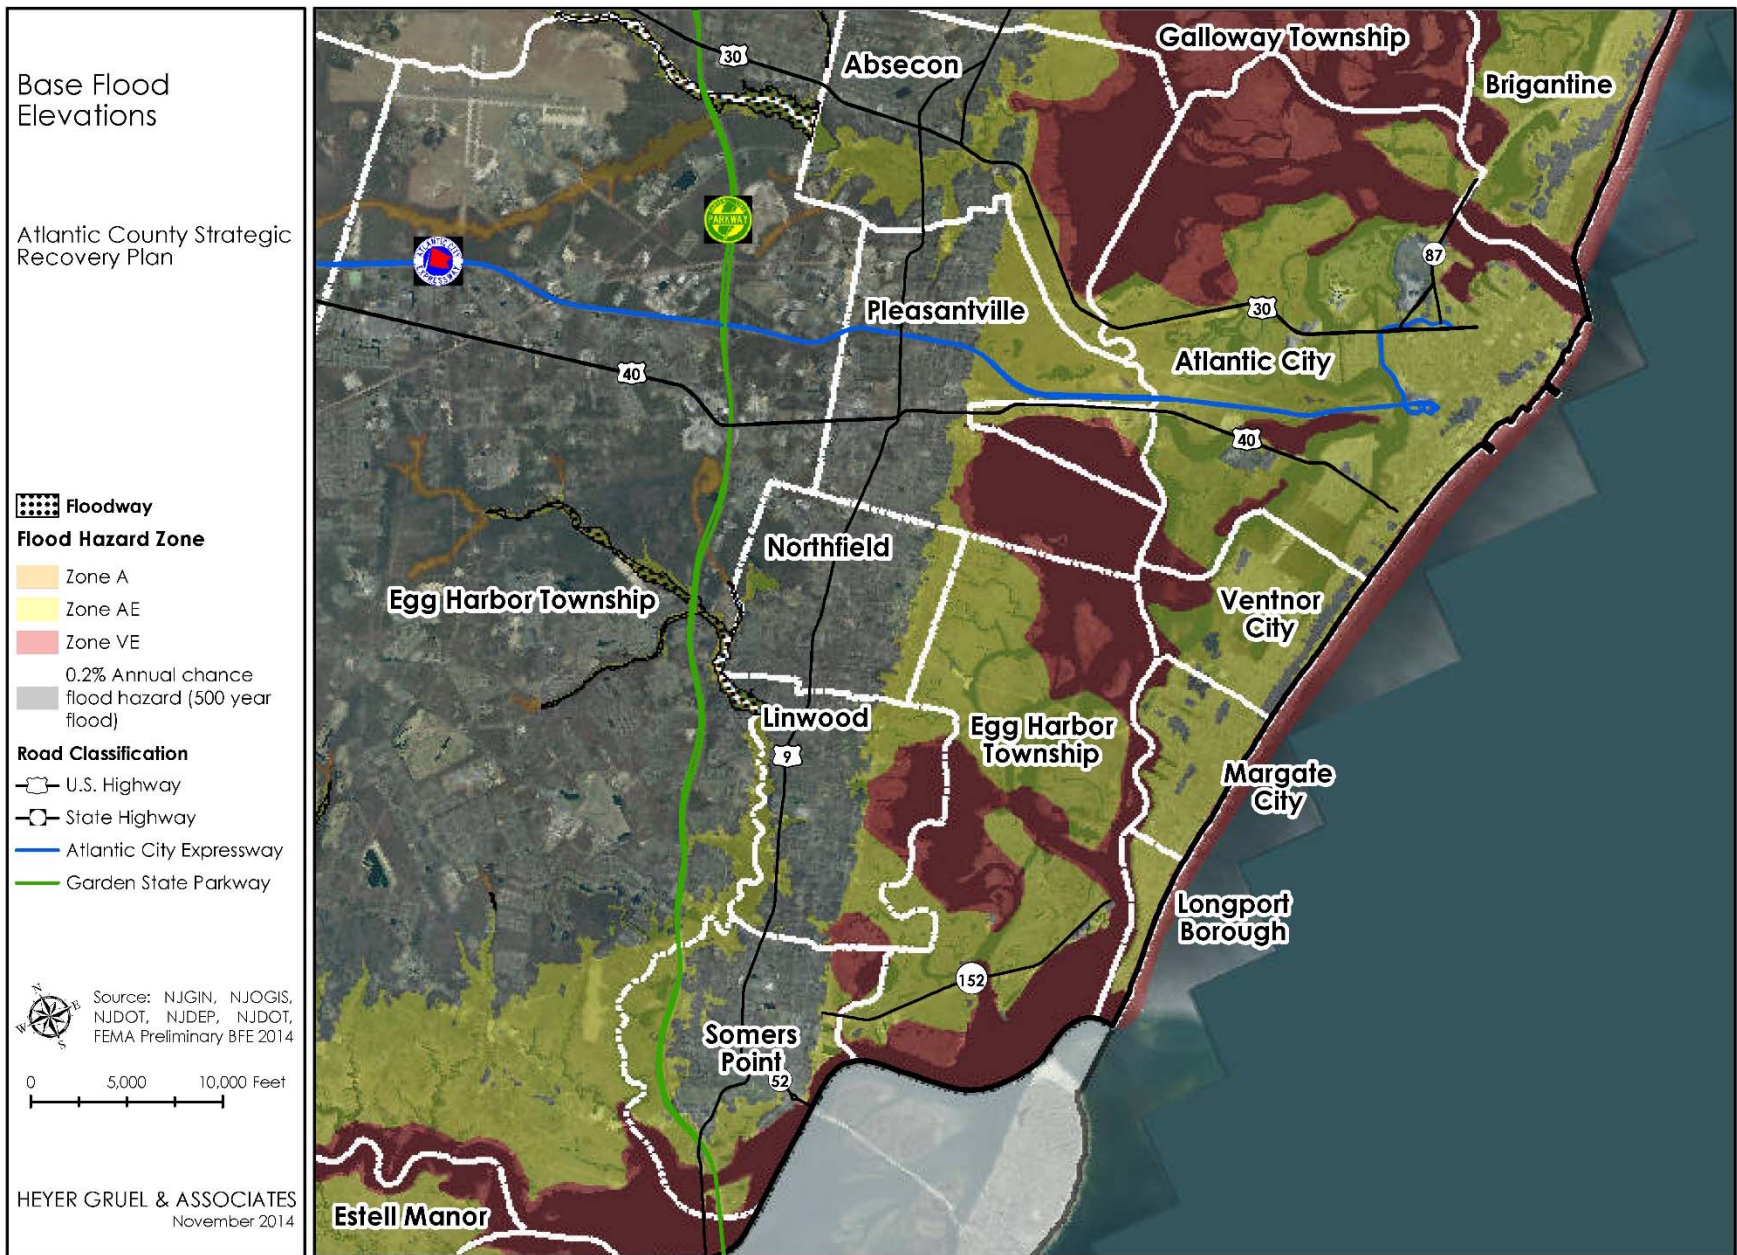 Base Flood
Elevations
Atlantic County Strategic
Recovery Plan
Floodway
Flood Hazard Zone
Zone A
Zone AE
Zone VE
0.2% Annual chance
flood hazard (500 year
flood)
Road Classification
U.S. Highway
State Highway
Atlantic City Expressway
Garden State Parkway
N
E
W
S
Source: NJGIN, NJOGIS,
NJDOT, NJDEP, NJDOT,
FEMA Preliminary BFE 2014
0 5,000 10,000 Feet
HEYER GRUEL & ASSOCIATES
November 2014
Galloway Township
30
Absecon
Brigantine
PARKWAY
ATLANTIC CITY
EXPRESSWAY
87
Pleasantville
30
Atlantic City
40
40
Northfield
Egg Harbor Township
Ventnor
City
Linwood
Egg Harbor
Township
9
Margate
City
Longport
Borough
152
Somers
Point
52
Estell Manor